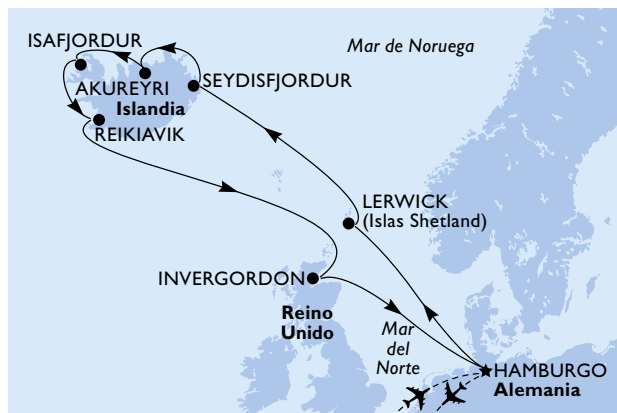 ISAFJORDUR
Mar de Noruega
AKUREYRI
SEYDISFJORDUR
Islandia
REIKIAVIK
LERWICK
(Islas Shetland)
INVERGORDON
Reino
Unido
Mar
del
Norte
HAMBURGO
Alemania